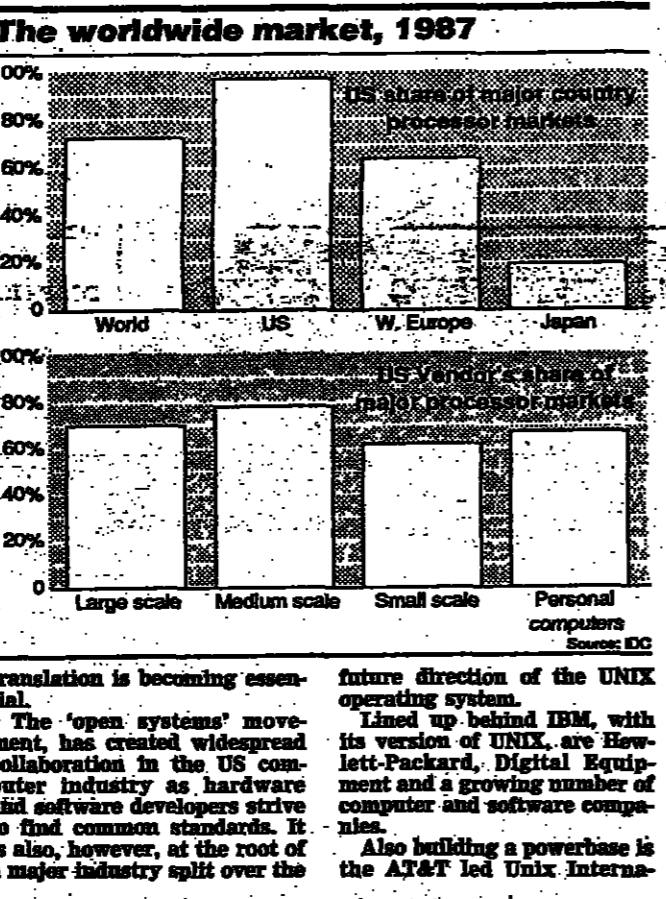 The worldwide market, 1987
US share of major country
processor markets
00%
80%
60%
40%
20%
0
World US W. Europe Japan
US Vendor's share of
major processor markets
00%
80%
60%
40%
20%
0
Large scale Medium scale Small scale Personal
computers
Source: IDC
ranslation is becoming essen-
ial.
The 'open systems' move-
ment, has created widespread
ollaboration in the US com-
uter industry as hardware
nd software developers strive
o find common standards. It
s also, however, at the root of
major industry split over the
future direction of the UNIX
operating system.
Lined up behind IBM, with
its version of UNIX, are Hew-
lett-Packard, Digital Equip-
ment and a growing number of
computer and software compa-
nies.
Also building a powerbase is
the AT&T led Unix Interna-